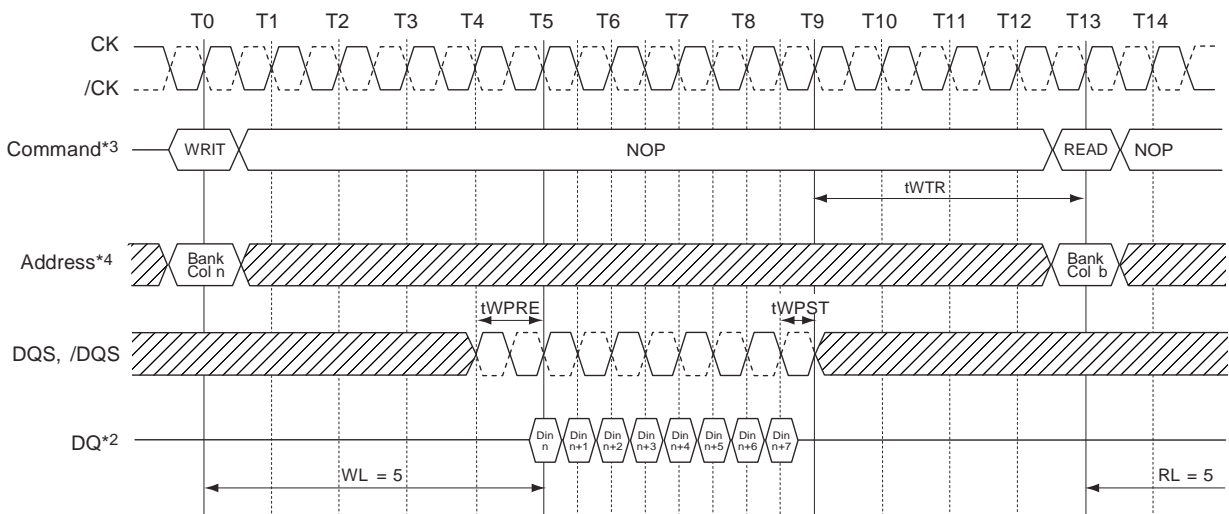 T0 T1 T2 T3 T4 T5 T6 T7 T8 T9 T10 T11 T12 T13 T14
CK
/CK
Command*3 WRIT NOP READ NOP
tWTR
Address*4 Bank Col n Bank Col b
tWPRE tWPST
DQS, /DQS
DQ*2 Din n Din n+1 Din n+2 Din n+3 Din n+4 Din n+5 Din n+6 Din n+7
WL = 5 RL = 5